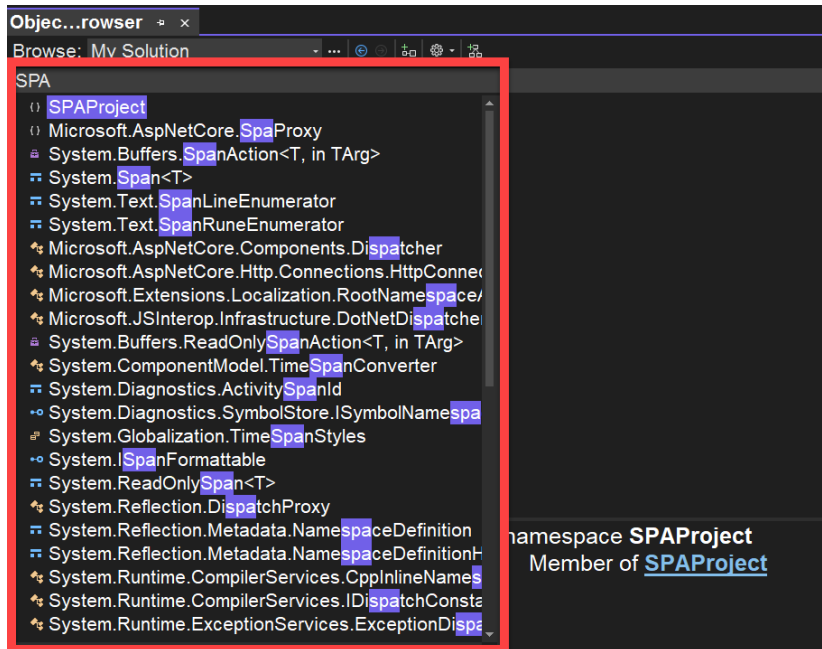 Objec...rowser
Browse: My Solution
SPA
SPAProject
Microsoft.AspNetCore.SpaProxy
System.Buffers.SpanAction<T, in TArg>
System.Span<T>
System.Text.SpanLineEnumerator
System.Text.SpanRuneEnumerator
Microsoft.AspNetCore.Components.Dispatcher
Microsoft.AspNetCore.Http.Connections.HttpConnec
Microsoft.Extensions.Localization.RootNamespaceA
Microsoft.JSInterop.Infrastructure.DotNetDispatcher
System.Buffers.ReadOnlySpanAction<T, in TArg>
System.ComponentModel.TimeSpanConverter
System.Diagnostics.ActivitySpanId
System.Diagnostics.SymbolStore.ISymbolNamespa
System.Globalization.TimeSpanStyles
System.ISpanFormattable
System.ReadOnlySpan<T>
System.Reflection.DispatchProxy
System.Reflection.Metadata.NamespaceDefinition
System.Reflection.Metadata.NamespaceDefinitionH
System.Runtime.CompilerServices.CppInlineNames
System.Runtime.CompilerServices.IDispatchConsta
System.Runtime.ExceptionServices.ExceptionDispa
namespace SPAProject
Member of SPAProject